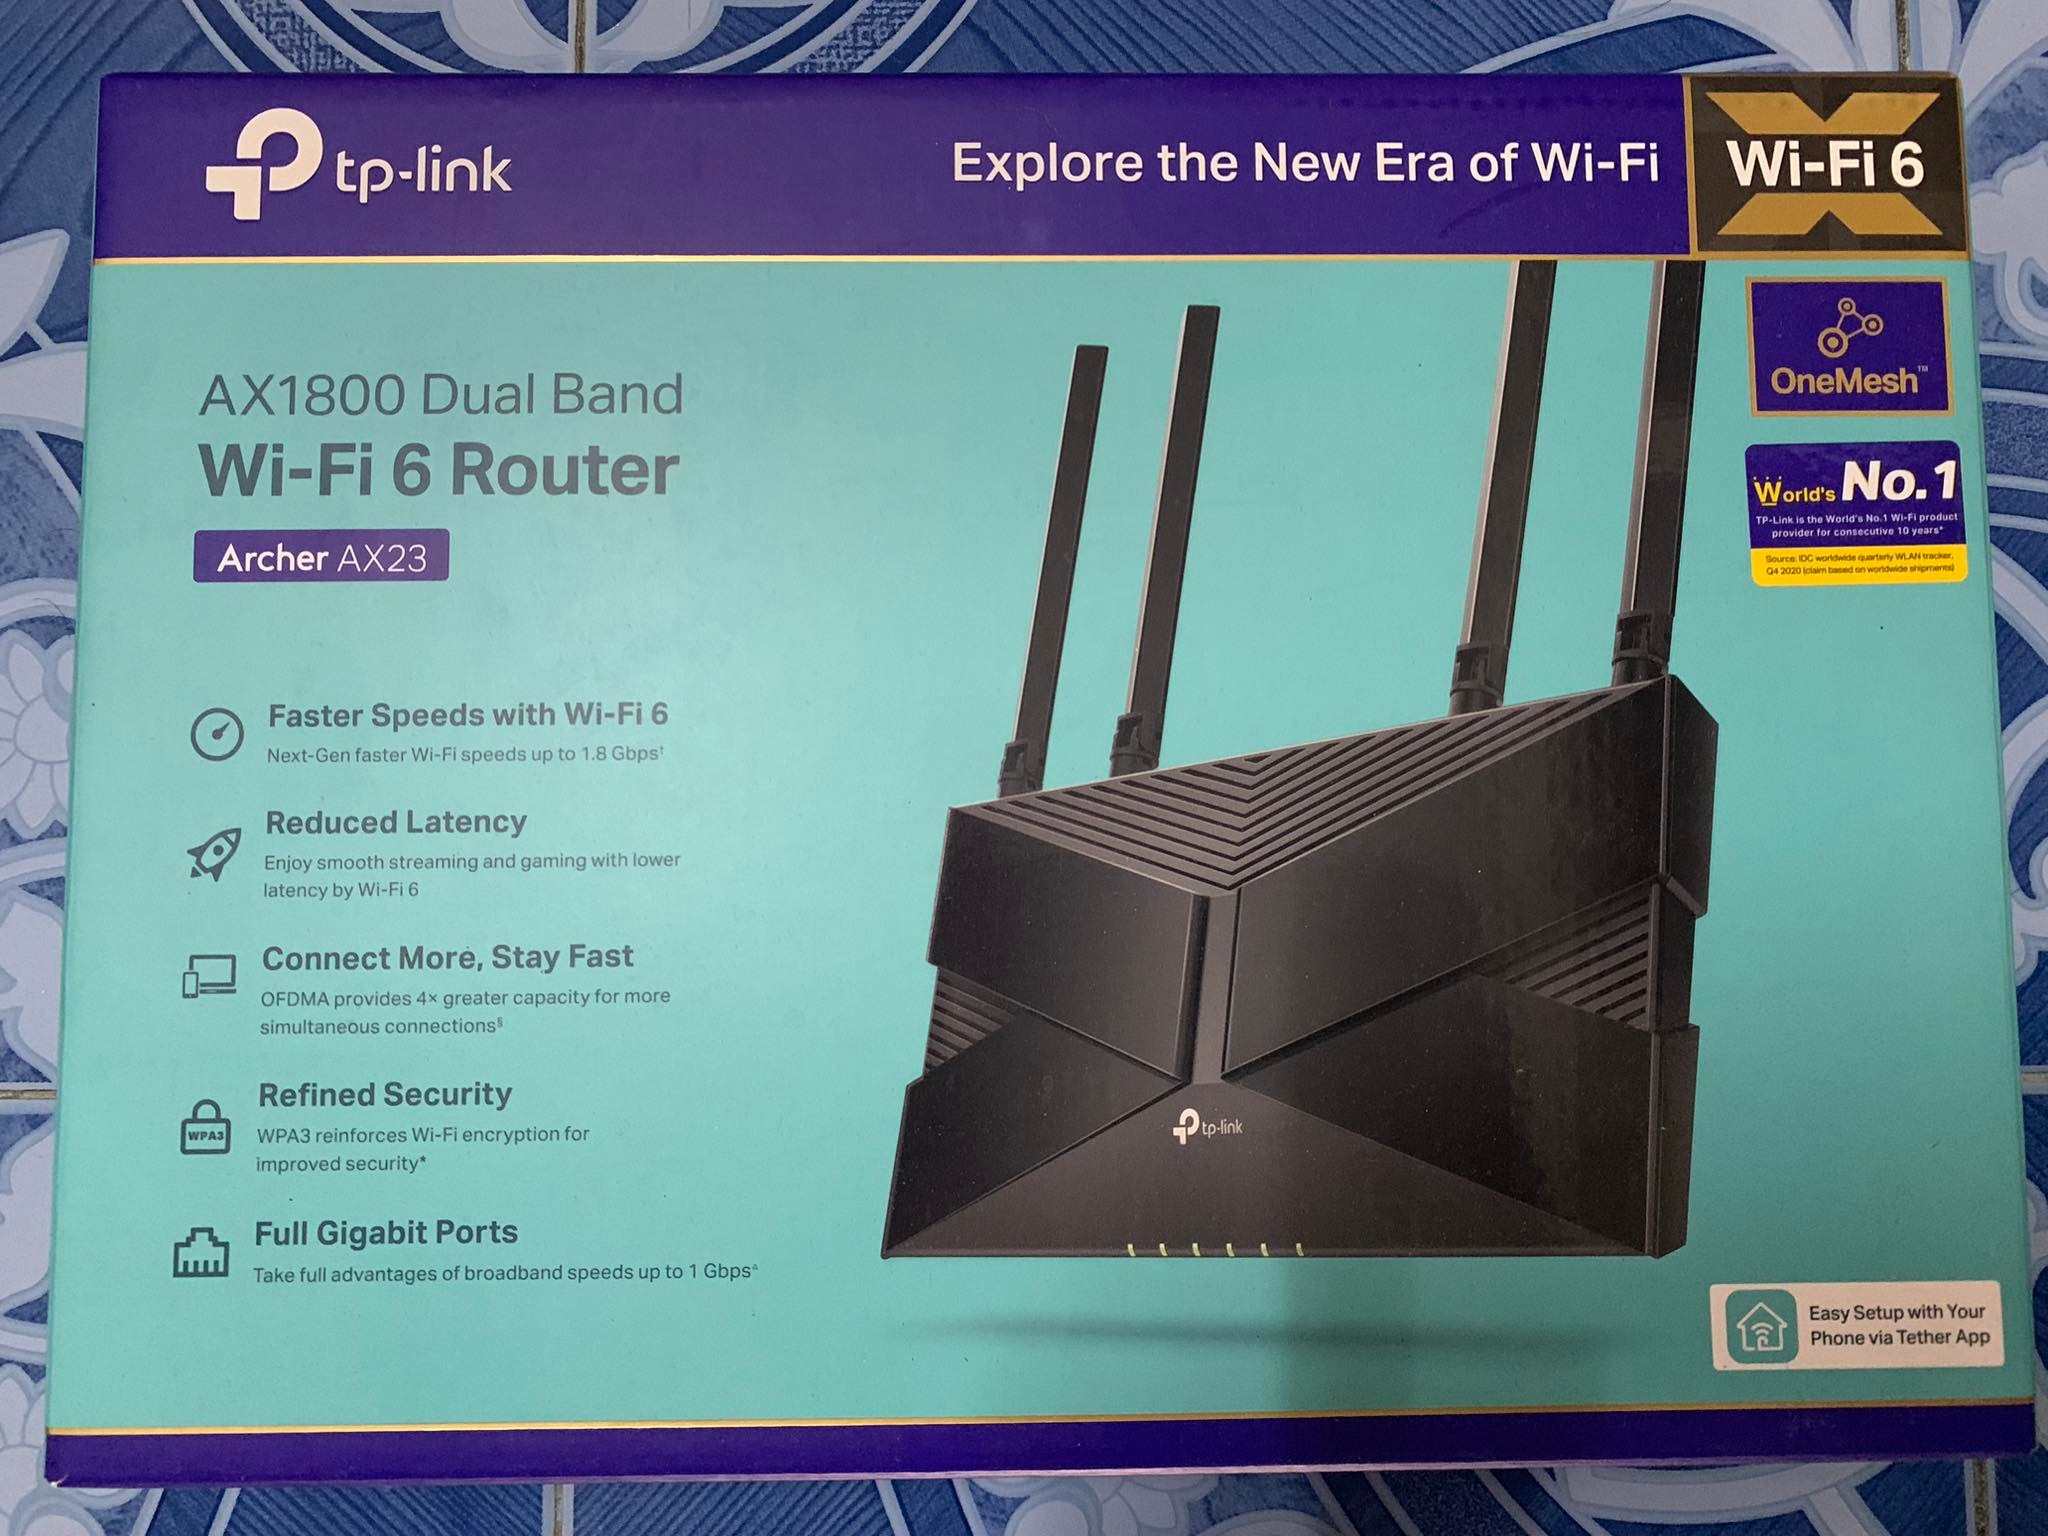 tp-link
Explore the New Era of Wi-Fi
Wi-Fi 6
OneMesh™
World's No.1
TP-Link is the World's No.1 Wi-Fi product
provider for consecutive 10 years*
Source: IDC worldwide quarterly WLAN tracker,
Q4 2020 (claim based on worldwide shipments)
AX1800 Dual Band
Wi-Fi 6 Router
Archer AX23
Faster Speeds with Wi-Fi 6
Next-Gen faster Wi-Fi speeds up to 1.8 Gbps†
Reduced Latency
Enjoy smooth streaming and gaming with lower
latency by Wi-Fi 6
Connect More, Stay Fast
OFDMA provides 4× greater capacity for more
simultaneous connections§
WPA3
Refined Security
WPA3 reinforces Wi-Fi encryption for
improved security*
Full Gigabit Ports
Take full advantages of broadband speeds up to 1 Gbps△
tp-link
Easy Setup with Your
Phone via Tether App